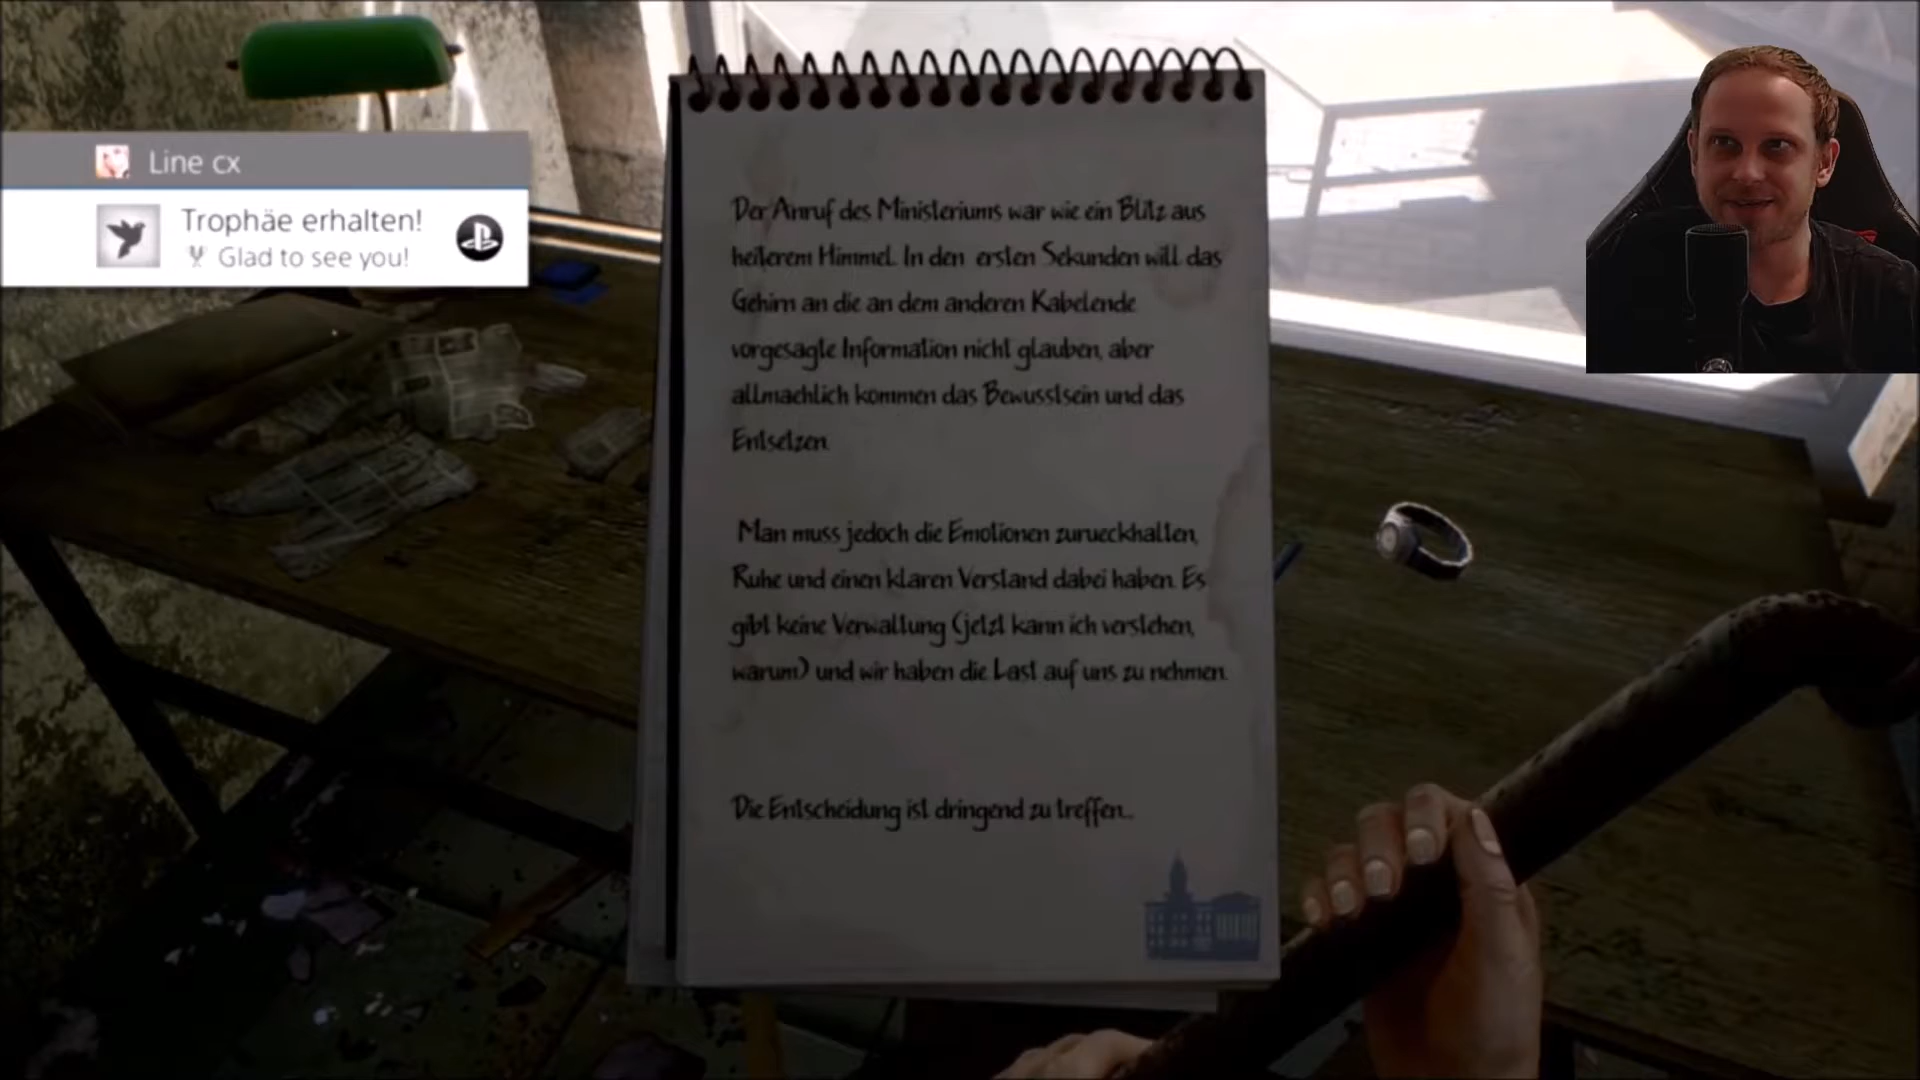 Line cx
Trophäe erhalten!
Glad to see you!
Der Anruf des Ministeriums war wie ein Blitz aus
heiterem Himmel. In den ersten Sekunden will das
Gehirn an die an dem anderen Kabelende
vorgesagte Information nicht glauben, aber
allmaehlich kommen das Bewusstsein und das
Entsetzen.
Man muss jedoch die Emotionen zurueckhalten,
Ruhe und einen klaren Verstand dabei haben. Es
gibt keine Verwaltung (jetzt kann ich verstehen,
warum) und wir haben die Last auf uns zu nehmen.
Die Entscheidung ist dringend zu treffen...